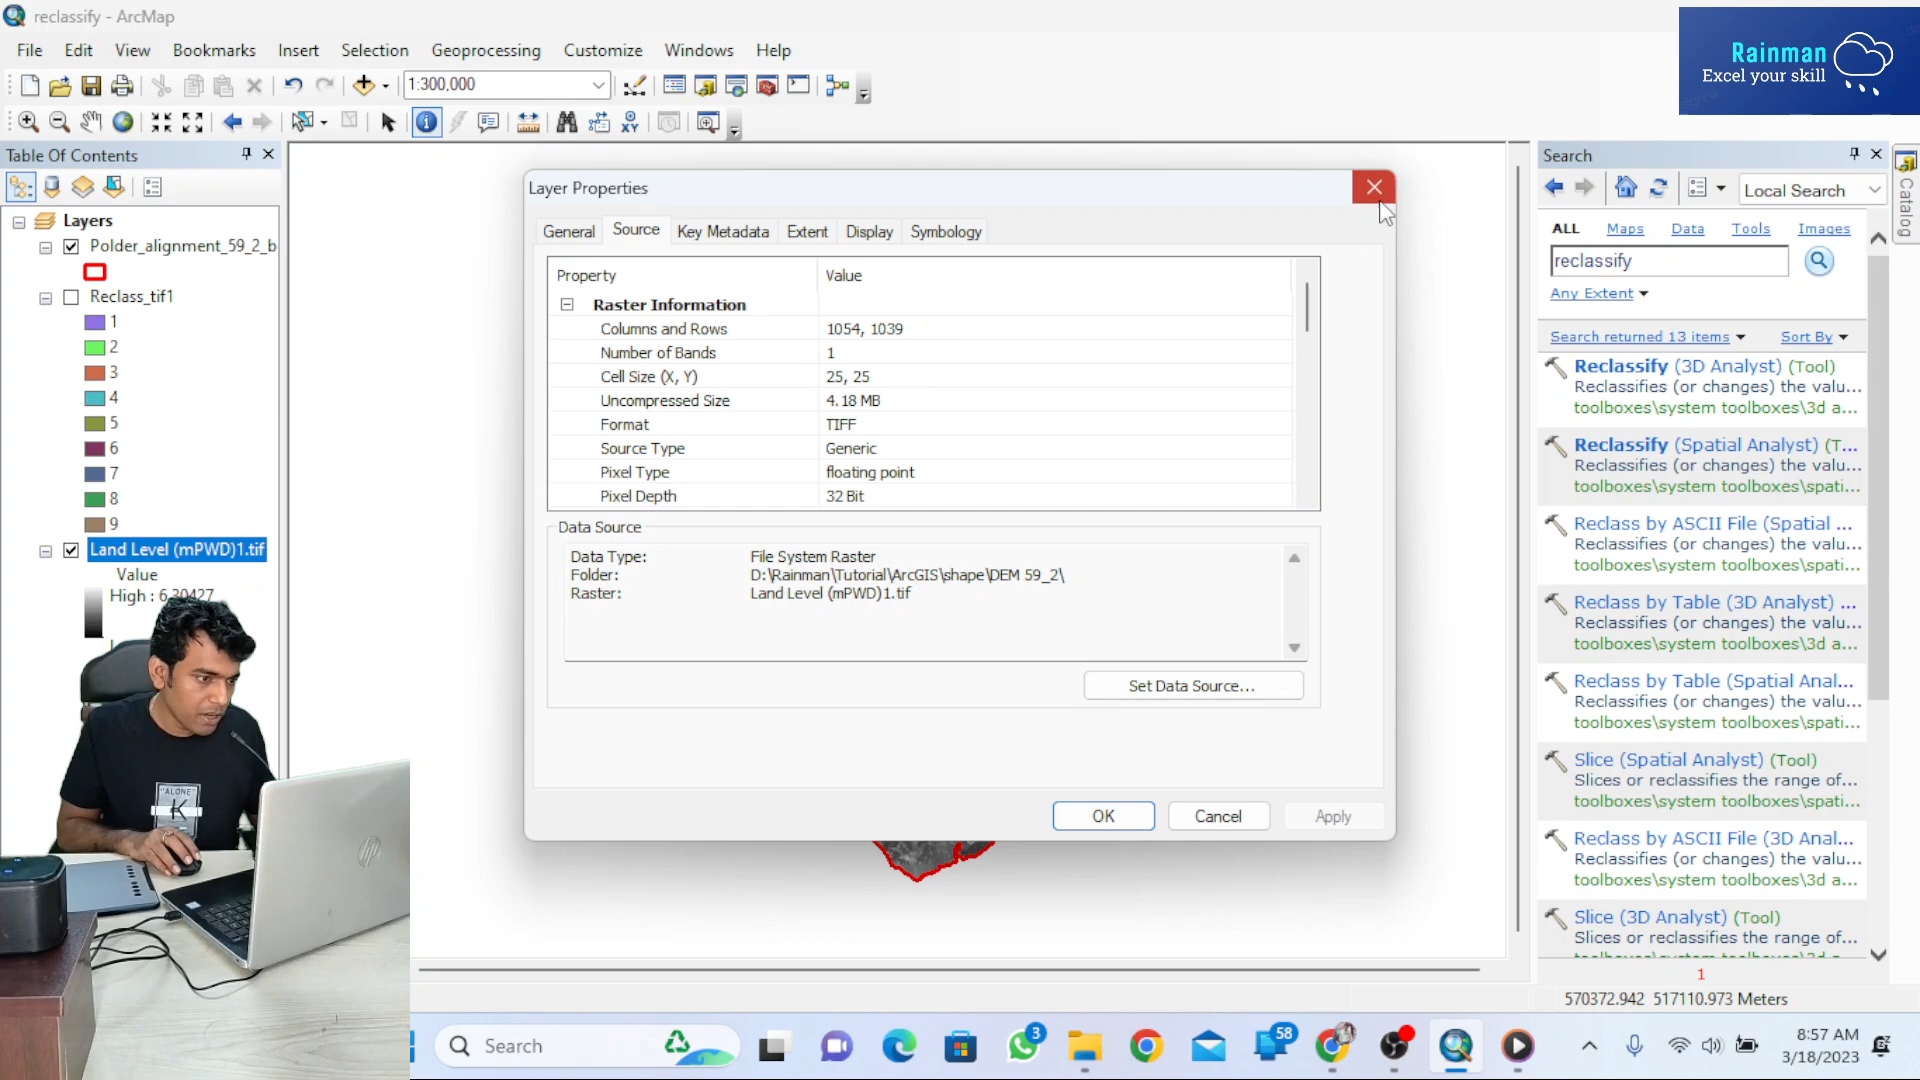 reclassify - ArcMap
Rainman
Excel your skill
File Edit View Bookmarks Insert Selection Geoprocessing Customize Windows Help
1:300,000
Table Of Contents
Layers
Polder_alignment_59_2_b
Reclass_tif1
1
2
3
4
5
6
7
8
9
Land Level (mPWD)1.tif
Value
High : 6.30427
Layer Properties
General Source Key Metadata Extent Display Symbology
Property Value
Raster Information
Columns and Rows 1054, 1039
Number of Bands 1
Cell Size (X, Y) 25, 25
Uncompressed Size 4.18 MB
Format TIFF
Source Type Generic
Pixel Type floating point
Pixel Depth 32 Bit
Data Source
Data Type: File System Raster
Folder: D:\Rainman\Tutorial\ArcGIS\shape\DEM 59_2\
Raster: Land Level (mPWD)1.tif
Set Data Source...
OK Cancel Apply
Search
Local Search
Catalog
ALL Maps Data Tools Images
reclassify
Any Extent
Search returned 13 items Sort By
Reclassify (3D Analyst) (Tool)
Reclassifies (or changes) the valu...
toolboxes\system toolboxes\3d a...
Reclassify (Spatial Analyst) (T...
Reclassifies (or changes) the valu...
toolboxes\system toolboxes\spati...
Reclass by ASCII File (Spatial ...
Reclassifies (or changes) the valu...
toolboxes\system toolboxes\spati...
Reclass by Table (3D Analyst) ...
Reclassifies (or changes) the valu...
toolboxes\system toolboxes\3d a...
Reclass by Table (Spatial Anal...
Reclassifies (or changes) the valu...
toolboxes\system toolboxes\spati...
Slice (Spatial Analyst) (Tool)
Slices or reclassifies the range of...
toolboxes\system toolboxes\spati...
Reclass by ASCII File (3D Anal...
Reclassifies (or changes) the valu...
toolboxes\system toolboxes\3d a...
Slice (3D Analyst) (Tool)
Slices or reclassifies the range of...
1
570372.942 517110.973 Meters
"ALONE"
K
hp
Search
3
58
8:57 AM
3/18/2023